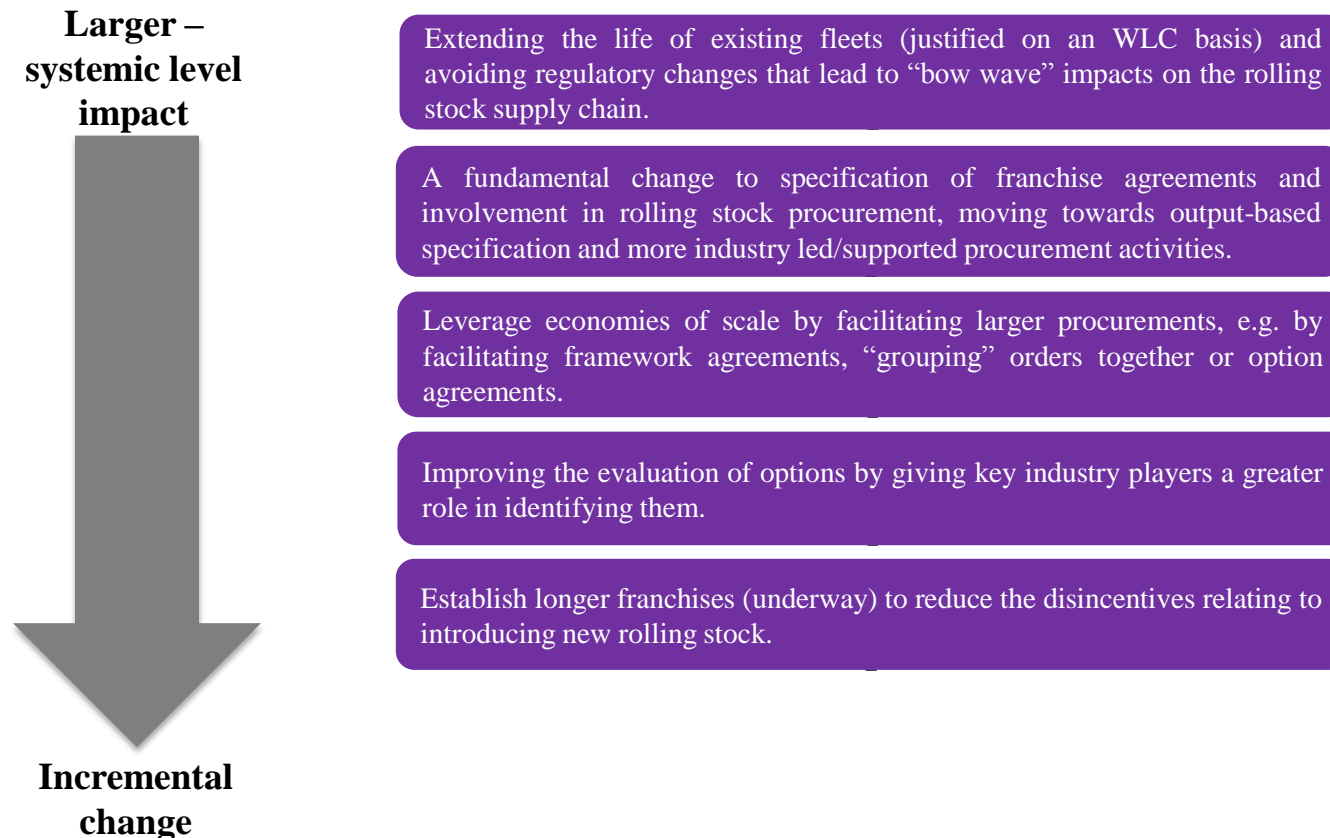 Larger –
systemic level
impact
Extending the life of existing fleets (justified on an WLC basis) and
avoiding regulatory changes that lead to “bow wave” impacts on the rolling
stock supply chain.
A fundamental change to specification of franchise agreements and
involvement in rolling stock procurement, moving towards output-based
specification and more industry led/supported procurement activities.
Leverage economies of scale by facilitating larger procurements, e.g. by
facilitating framework agreements, “grouping” orders together or option
agreements.
Improving the evaluation of options by giving key industry players a greater
role in identifying them.
Establish longer franchises (underway) to reduce the disincentives relating to
introducing new rolling stock.
Incremental
change